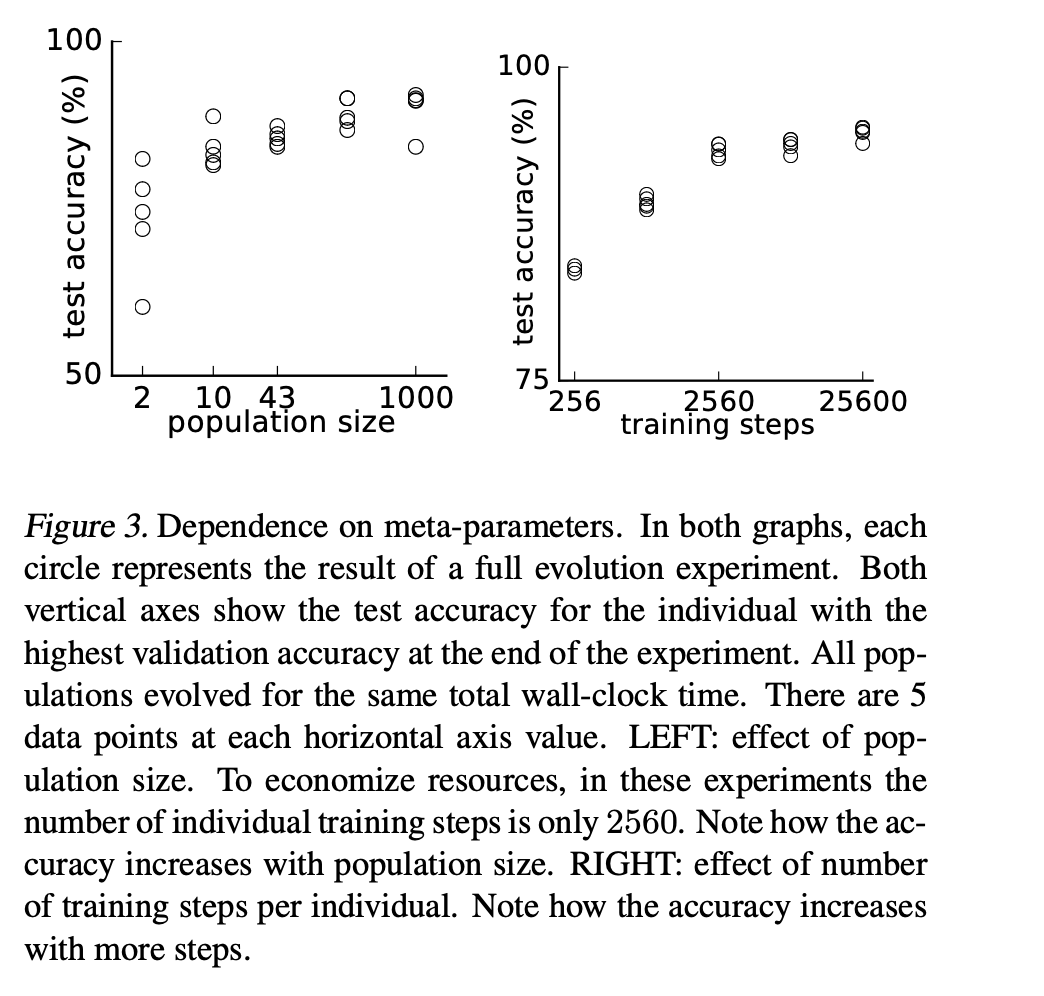 100
test accuracy (%)
50
2 10 43 1000
population size
100
test accuracy (%)
75
256 2560 25600
training steps
Figure 3. Dependence on meta-parameters. In both graphs, each
circle represents the result of a full evolution experiment. Both
vertical axes show the test accuracy for the individual with the
highest validation accuracy at the end of the experiment. All pop-
ulations evolved for the same total wall-clock time. There are 5
data points at each horizontal axis value. LEFT: effect of pop-
ulation size. To economize resources, in these experiments the
number of individual training steps is only 2560. Note how the ac-
curacy increases with population size. RIGHT: effect of number
of training steps per individual. Note how the accuracy increases
with more steps.